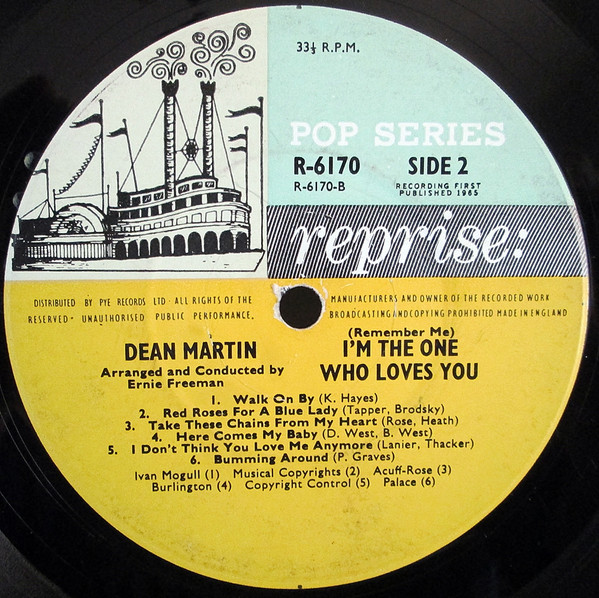 33⅓ R.P.M.
POP SERIES
R-6170 SIDE 2
R-6170-B RECORDING FIRST
PUBLISHED 1965
reprise:
DISTRIBUTED BY PYE RECORDS LTD · ALL RIGHTS OF THE MANUFACTURERS AND OWNER OF THE RECORDED WORK
RESERVED · UNAUTHORISED PUBLIC PERFORMANCE, BROADCASTING AND COPYING PROHIBITED MADE IN ENGLAND
DEAN MARTIN
Arranged and Conducted by
Ernie Freeman
(Remember Me)
I'M THE ONE
WHO LOVES YOU
1. Walk On By (K. Hayes)
2. Red Roses For A Blue Lady (Tapper, Brodsky)
3. Take These Chains From My Heart (Rose, Heath)
4. Here Comes My Baby (D. West, B. West)
5. I Don't Think You Love Me Anymore (Lanier, Thacker)
6. Bumming Around (P. Graves)
Ivan Mogull (1) Musical Copyrights (2) Acuff-Rose (3)
Burlington (4) Copyright Control (5) Palace (6)